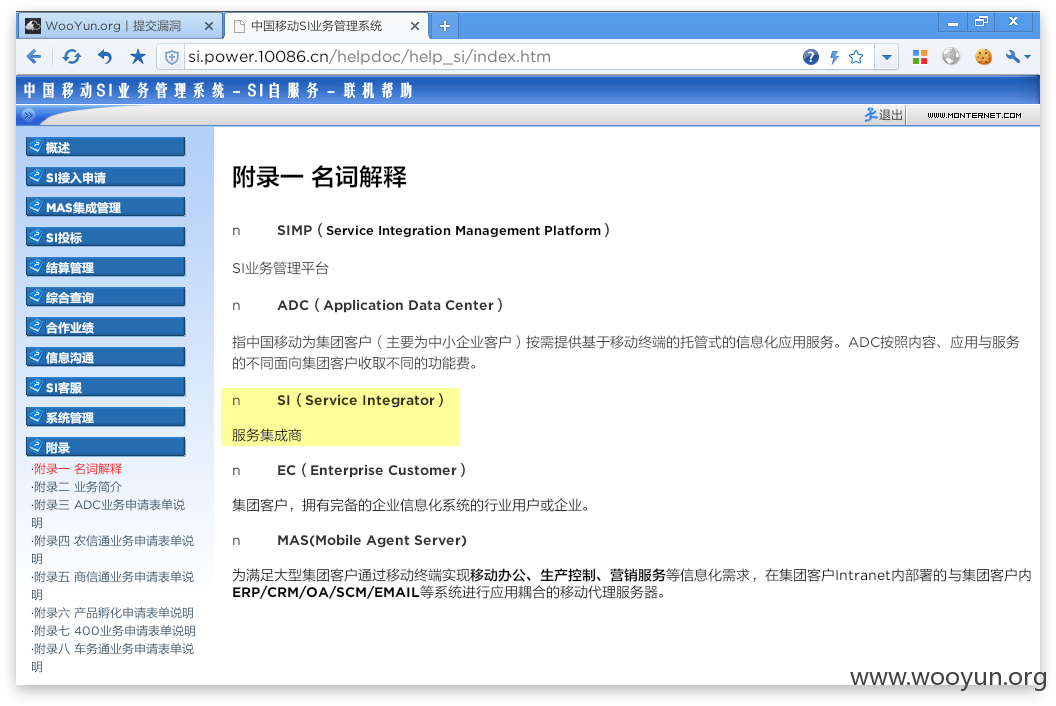 WooYun.org | 提交漏洞
中国移动SI业务管理系统
si.power.10086.cn/helpdoc/help_si/index.htm
中国移动SI业务管理系统-SI自服务-联机帮助
退出
WWW.MONTERNET.COM
概述
SI接入申请
MAS集成管理
SI投标
结算管理
综合查询
合作业绩
信息沟通
SI客服
系统管理
附录
·附录一 名词解释
·附录二 业务简介
·附录三 ADC业务申请表单说
明
·附录四 农信通业务申请表单说
明
·附录五 商信通业务申请表单说
明
·附录六 产品孵化申请表单说明
·附录七 400业务申请表单说明
·附录八 车务通业务申请表单说
明
附录一 名词解释
n SIMP（Service Integration Management Platform）
SI业务管理平台
n ADC（Application Data Center）
指中国移动为集团客户（主要为中小企业客户）按需提供基于移动终端的托管式的信息化应用服务。ADC按照内容、应用与服务
的不同面向集团客户收取不同的功能费。
n SI（Service Integrator）
服务集成商
n EC（Enterprise Customer）
集团客户，拥有完备的企业信息化系统的行业用户或企业。
n MAS(Mobile Agent Server)
为满足大型集团客户通过移动终端实现移动办公、生产控制、营销服务等信息化需求，在集团客户Intranet内部署的与集团客户内
ERP/CRM/OA/SCM/EMAIL等系统进行应用耦合的移动代理服务器。
www.wooyun.org